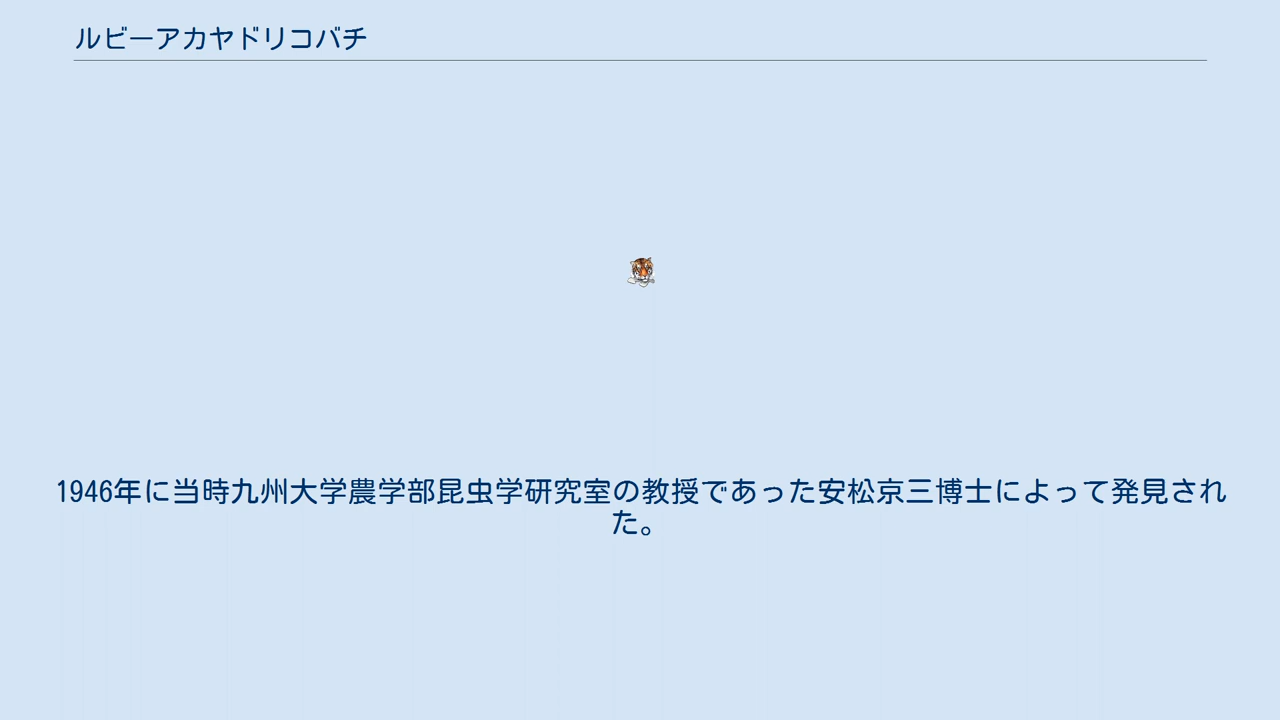 ルビーアカヤドリコバチ
1946年に当時九州大学農学部昆虫学研究室の教授であった安松京三博士によって発見され
た。